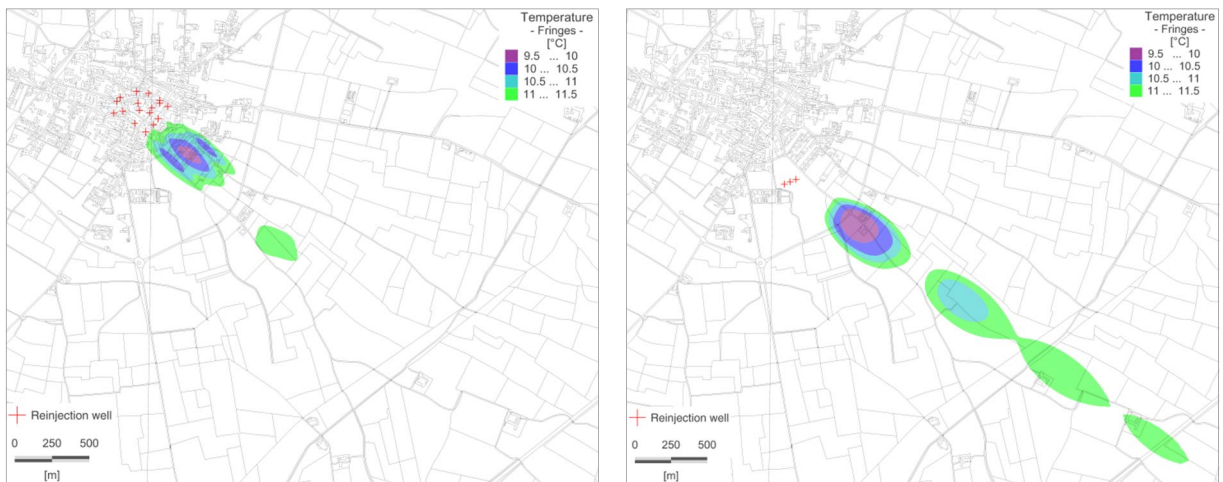 Temperature
- Fringes -
[°C]
9.5 ... 10
10 ... 10.5
10.5 ... 11
11 ... 11.5
Reinjection well
0 250 500
[m]
Temperature
- Fringes -
[°C]
9.5 ... 10
10 ... 10.5
10.5 ... 11
11 ... 11.5
Reinjection well
0 250 500
[m]